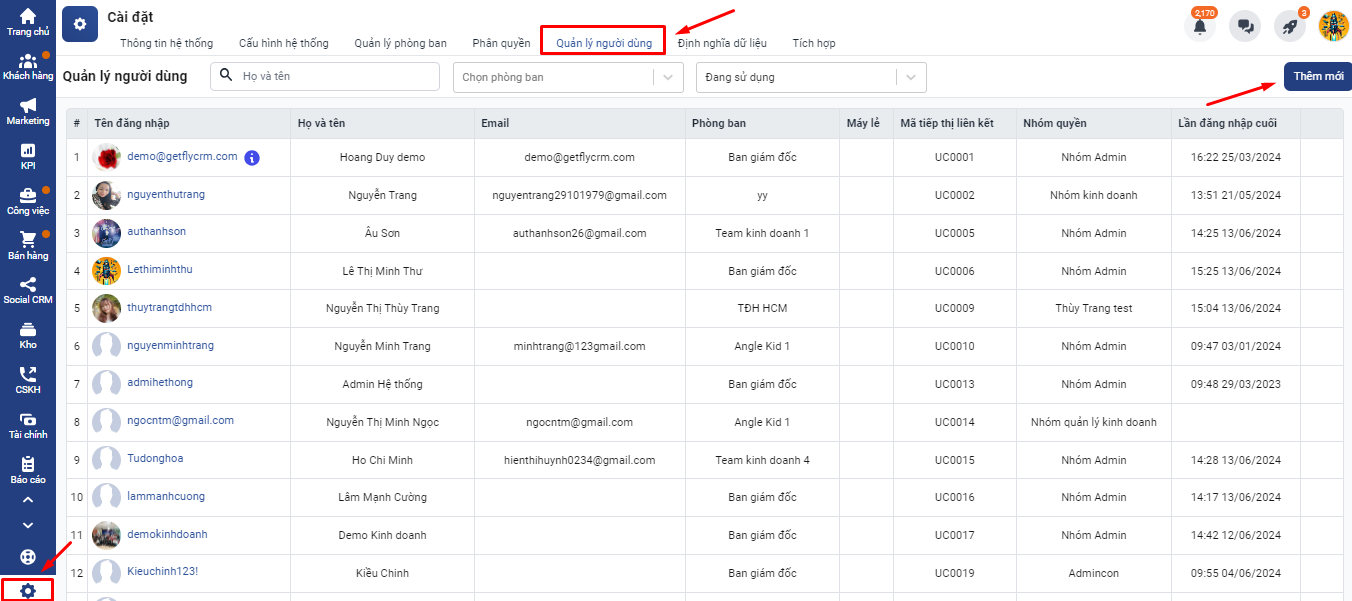 Cài đặt
Thông tin hệ thống Cấu hình hệ thống Quản lý phòng ban Phân quyền Quản lý người dùng Định nghĩa dữ liệu Tích hợp
2,170
3
Trang chủ
Khách hàng
Marketing
KPI
Công việc
Bán hàng
Social CRM
Kho
CSKH
Tài chính
Báo cáo
Quản lý người dùng Họ và tên Chọn phòng ban Đang sử dụng Thêm mới
# Tên đăng nhập Họ và tên Email Phòng ban Máy lẻ Mã tiếp thị liên kết Nhóm quyền Lần đăng nhập cuối
1 demo@getflycrm.com Hoang Duy demo demo@getflycrm.com Ban giám đốc UC0001 Nhóm Admin 16:22 25/03/2024
2 nguyenthutrang Nguyễn Trang nguyentrang29101979@gmail.com yy UC0002 Nhóm kinh doanh 13:51 21/05/2024
3 authanhson Âu Sơn authanhson26@gmail.com Team kinh doanh 1 UC0005 Nhóm Admin 14:25 13/06/2024
4 Lethiminhthu Lê Thị Minh Thư Ban giám đốc UC0006 Nhóm Admin 15:25 13/06/2024
5 thuytrangtdhhcm Nguyễn Thị Thùy Trang TĐH HCM UC0009 Thùy Trang test 15:04 13/06/2024
6 nguyenminhtrang Nguyễn Minh Trang minhtrang@123gmail.com Angle Kid 1 UC0010 Nhóm Admin 09:47 03/01/2024
7 admihethong Admin Hệ thống Ban giám đốc UC0013 Nhóm Admin 09:48 29/03/2023
8 ngocntm@gmail.com Nguyễn Thị Minh Ngọc ngocntm@gmail.com Angle Kid 1 UC0014 Nhóm quản lý kinh doanh
9 Tudonghoa Ho Chi Minh hienthihuynh0234@gmail.com Team kinh doanh 4 UC0015 Nhóm Admin 14:28 13/06/2024
10 lammanhcuong Lâm Mạnh Cường Ban giám đốc UC0016 Nhóm Admin 14:17 13/06/2024
11 demokinhdoanh Demo Kinh doanh Ban giám đốc UC0017 Nhóm Admin 14:42 12/06/2024
12 Kieuchinh123! Kiều Chinh Ban giám đốc UC0019 Admincon 09:55 04/06/2024